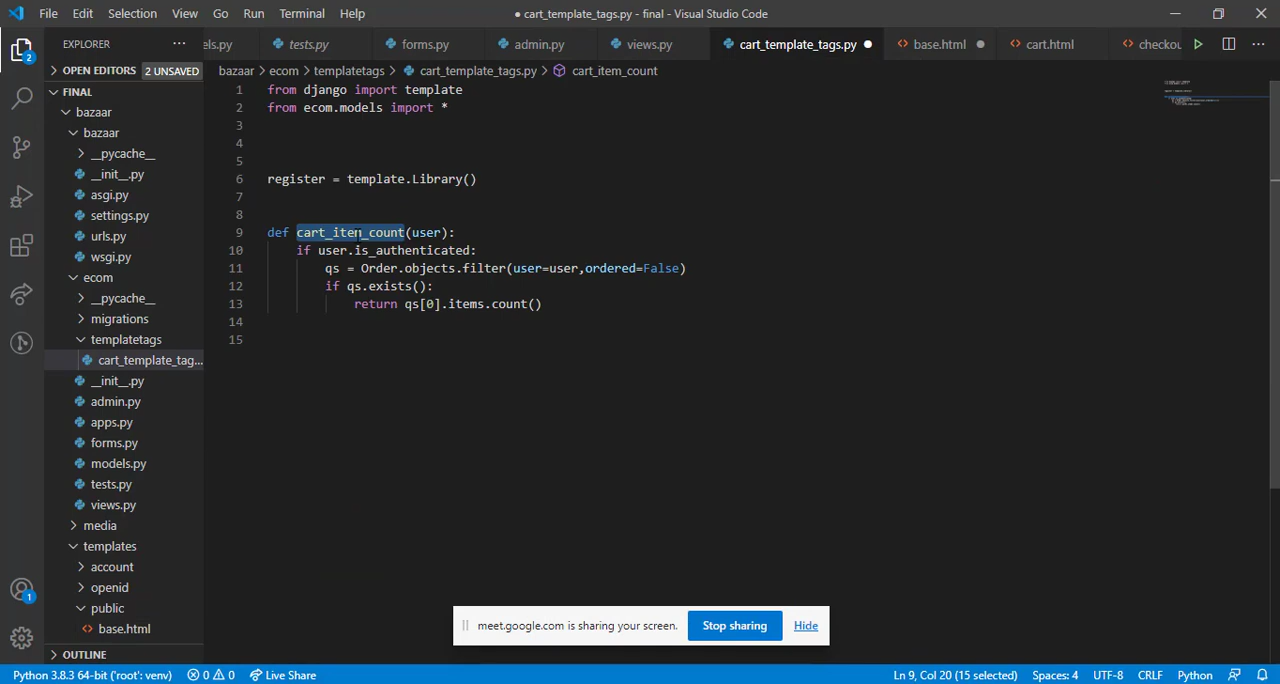 File Edit Selection View Go Run Terminal Help
● cart_template_tags.py - final - Visual Studio Code
EXPLORER ···
els.py tests.py forms.py admin.py views.py cart_template_tags.py ● base.html ● cart.html checkou ···
OPEN EDITORS 2 UNSAVED
bazaar > ecom > templatetags > cart_template_tags.py > cart_item_count
FINAL
bazaar
bazaar
__pycache__
__init__.py
asgi.py
settings.py
urls.py
wsgi.py
ecom
__pycache__
migrations
templatetags
cart_template_tag...
__init__.py
admin.py
apps.py
forms.py
models.py
tests.py
views.py
media
templates
account
openid
public
base.html
OUTLINE
2
1
1 from django import template
2 from ecom.models import *
3
4
5
6 register = template.Library()
7
8
9 def cart_item_count(user):
10 if user.is_authenticated:
11 qs = Order.objects.filter(user=user,ordered=False)
12 if qs.exists():
13 return qs[0].items.count()
14
15
meet.google.com is sharing your screen. Stop sharing Hide
Python 3.8.3 64-bit ('root': venv) 0 0 Live Share Ln 9, Col 20 (15 selected) Spaces: 4 UTF-8 CRLF Python